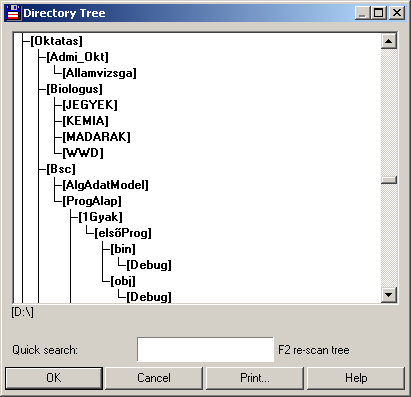 Directory Tree
[Oktatas]
[Admi_Okt]
[Allamvizsga]
[Biologus]
[JEGYEK]
[KEMIA]
[MADARAK]
[WWD]
[Bsc]
[AlgAdatModel]
[ProgAlap]
[1Gyak]
[elsőProg]
[bin]
[Debug]
[obj]
[Debug]
[D:\]
Quick search:
F2 re-scan tree
OK
Cancel
Print...
Help